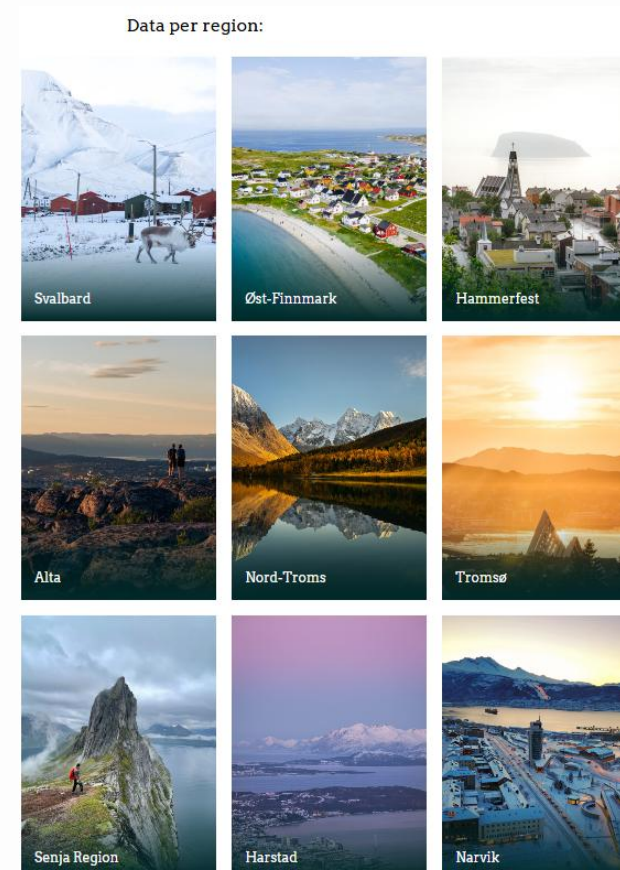 Data per region:
Svalbard
Øst-Finnmark
Hammerfest
Alta
Nord-Troms
Tromsø
Senja Region
Harstad
Narvik